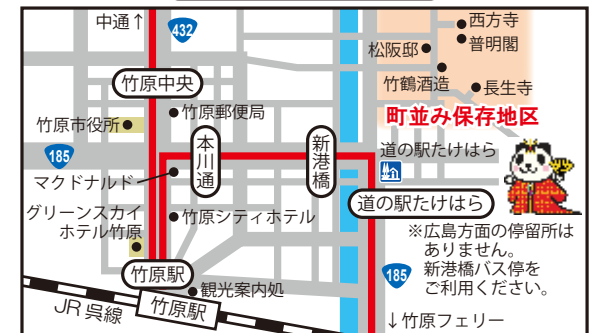 中通↑
432
西方寺
普明閣
松阪邸
竹鶴酒造
長生寺
町並み保存地区
竹原中央
竹原郵便局
竹原市役所
185
本川通
新港橋
道の駅たけはら
マクドナルド
道の駅たけはら
グリーンスカイ
ホテル竹原
竹原シティホテル
※広島方面の停留所は
ありません。
新港橋バス停を
ご利用ください。
185
竹原駅
観光案内処
JR呉線
竹原駅
↓竹原フェリー